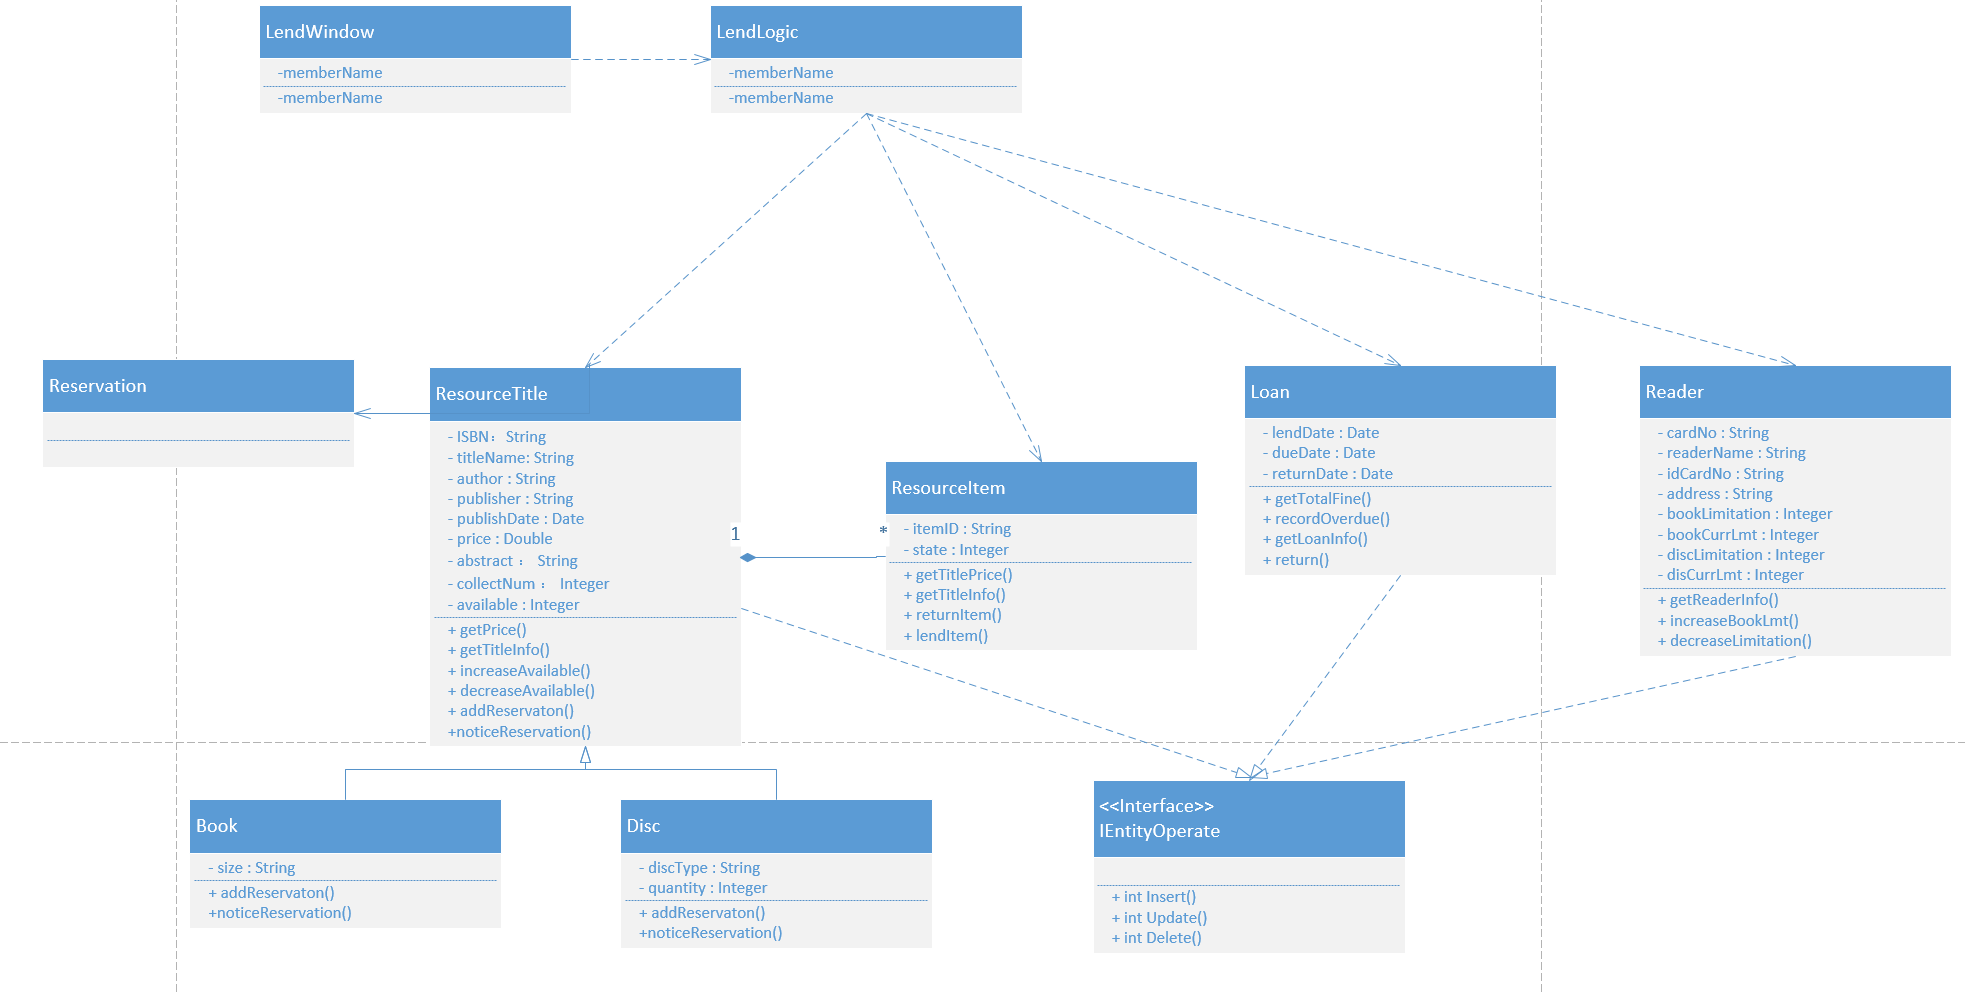 LendWindow
-memberName
-memberName
LendLogic
-memberName
-memberName
Reservation
ResourceTitle
- ISBN： String
- titleName: String
- author : String
- publisher : String
- publishDate : Date
- price : Double
- abstract ： String
- collectNum ： Integer
- available : Integer
+ getPrice()
+ getTitleInfo()
+ increaseAvailable()
+ decreaseAvailable()
+ addReservaton()
+noticeReservation()
1
*
ResourceItem
- itemID : String
- state : Integer
+ getTitlePrice()
+ getTitleInfo()
+ returnItem()
+ lendItem()
Loan
- lendDate : Date
- dueDate : Date
- returnDate : Date
+ getTotalFine()
+ recordOverdue()
+ getLoanInfo()
+ return()
Reader
- cardNo : String
- readerName : String
- idCardNo : String
- address : String
- bookLimitation : Integer
- bookCurrLmt : Integer
- discLimitation : Integer
- disCurrLmt : Integer
+ getReaderInfo()
+ increaseBookLmt()
+ decreaseLimitation()
Book
- size : String
+ addReservaton()
+noticeReservation()
Disc
- discType : String
- quantity : Integer
+ addReservaton()
+noticeReservation()
<<Interface>>
IEntityOperate
+ int Insert()
+ int Update()
+ int Delete()